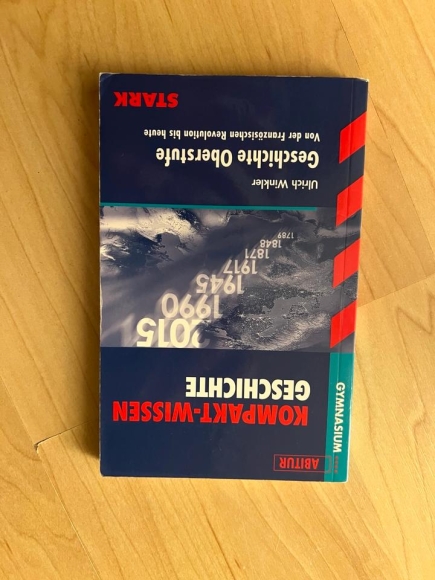 ABITUR
GYMNASIUM
KOMPAKT-WISSEN
GESCHICHTE
2015
1990
1945
1917
1871
1848
1789
Ulrich Winkler
Geschichte Oberstufe
Von der Französischen Revolution bis heute
STARK